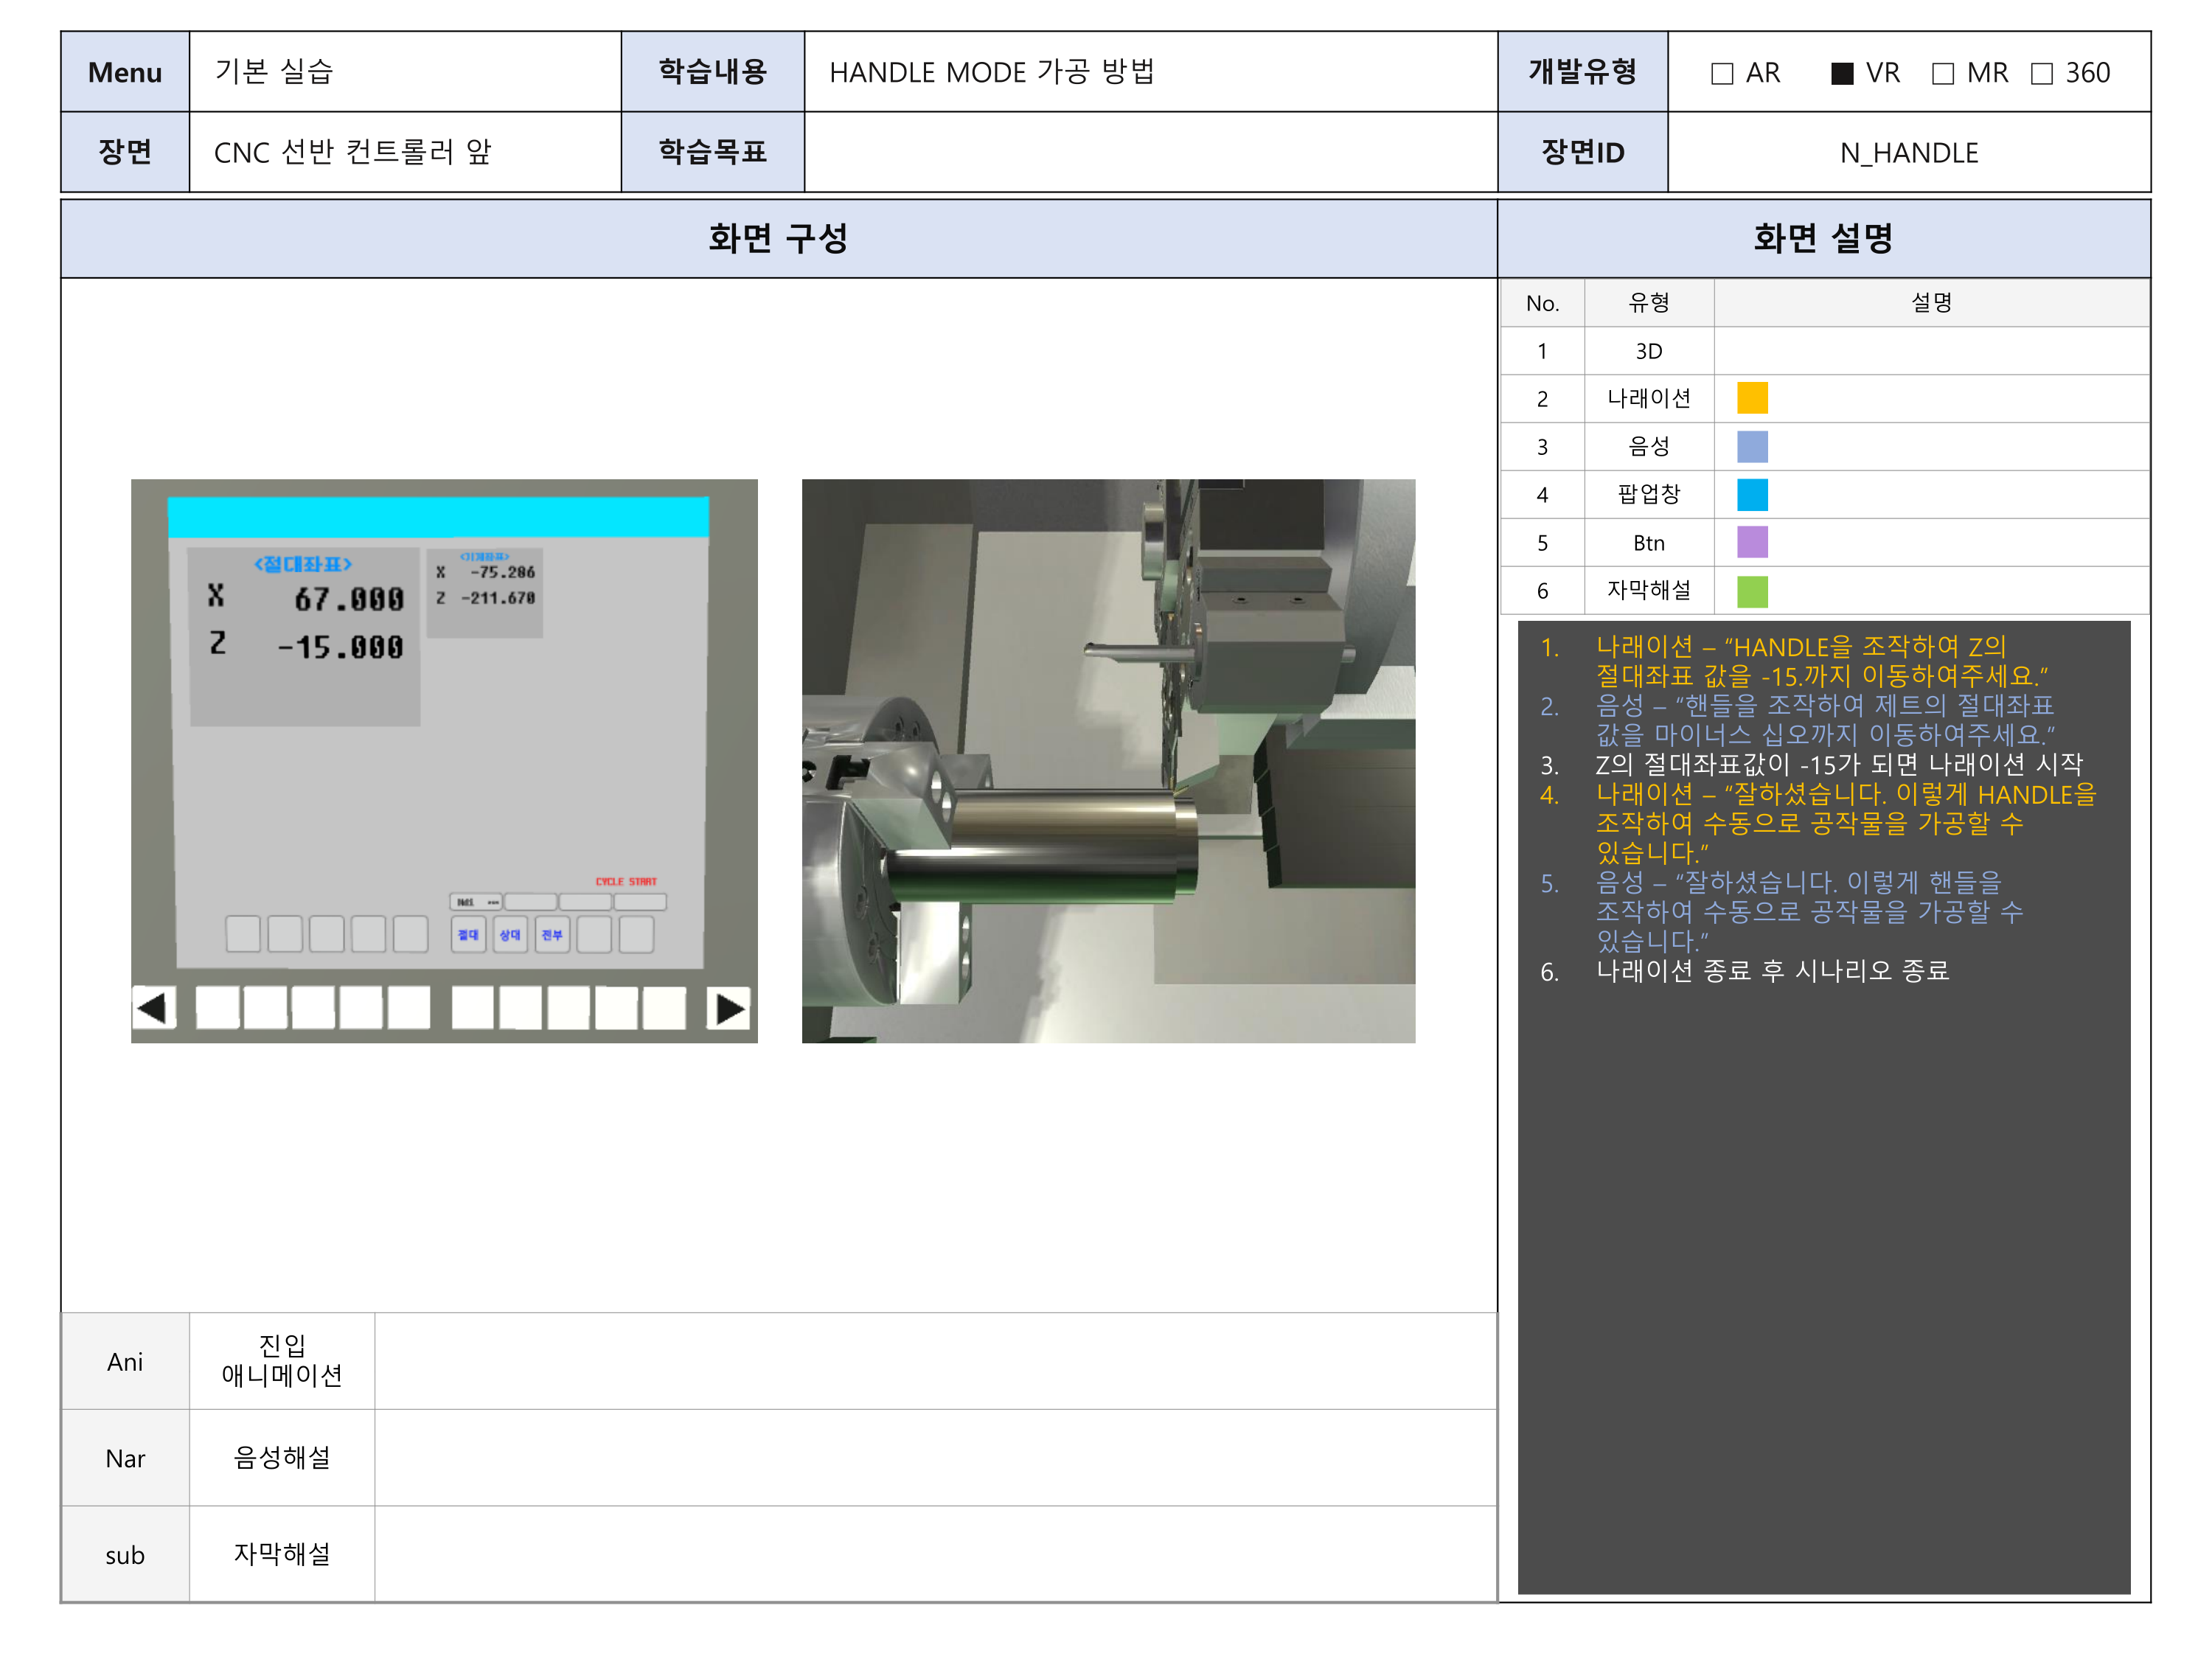 Menu
기본 실습
학습내용
HANDLE MODE 가공 방법
개발유형
□ AR ■ VR □ MR □ 360
장면
CNC 선반 컨트롤러 앞
학습목표
장면ID
N_HANDLE
화면 구성
화면 설명
<절대좌표>
X 67.000
Z -15.000
<기계좌표>
X -75.286
Z -211.670
CYCLE START
절대 상대 전부
No. 유형 설명
1 3D
2 나래이션
3 음성
4 팝업창
5 Btn
6 자막해설
1. 나래이션 – “HANDLE을 조작하여 Z의
절대좌표 값을 -15.까지 이동하여주세요.”
2. 음성 – “핸들을 조작하여 제트의 절대좌표
값을 마이너스 십오까지 이동하여주세요.”
3. Z의 절대좌표값이 -15가 되면 나래이션 시작
4. 나래이션 – “잘하셨습니다. 이렇게 HANDLE을
조작하여 수동으로 공작물을 가공할 수
있습니다.”
5. 음성 – “잘하셨습니다. 이렇게 핸들을
조작하여 수동으로 공작물을 가공할 수
있습니다.”
6. 나래이션 종료 후 시나리오 종료
Ani
진입
애니메이션
Nar
음성해설
sub
자막해설